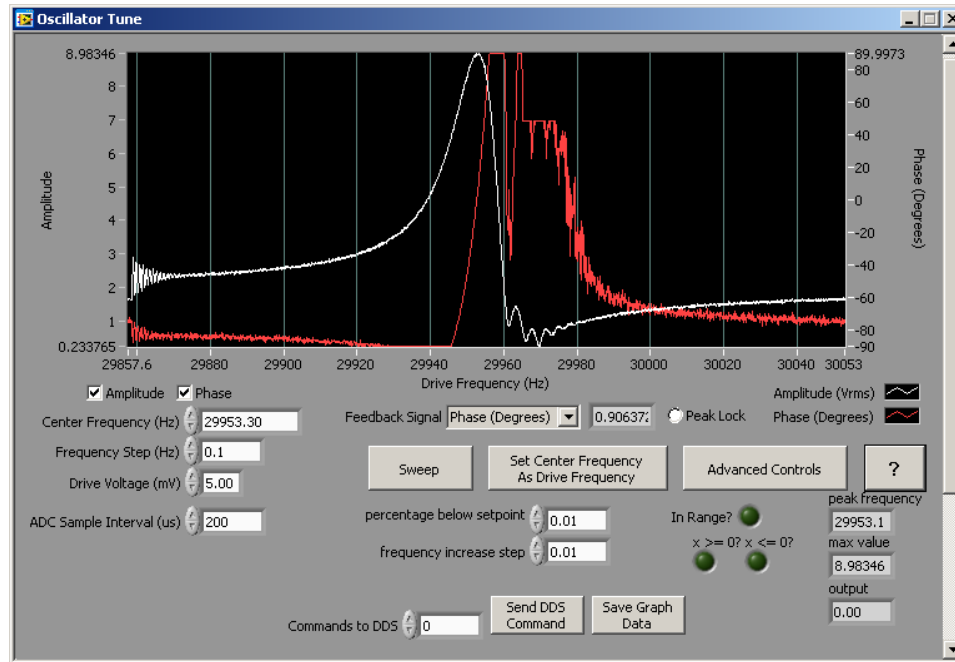 Oscillator Tune
8.98346
8
7
6
5
4
3
2
1
0.233765
Amplitude
89.9973
80
60
40
20
0
-20
-40
-60
-80
-90
Phase (Degrees)
29857.6 29880 29900 29920 29940 29960 29980 30000 30020 30053
Drive Frequency (Hz)
Amplitude Phase
Amplitude (Vrms)
Phase (Degrees)
Center Frequency (Hz) 29953.30
Feedback Signal Phase (Degrees) 0.906372 Peak Lock
Frequency Step (Hz) 0.1
Drive Voltage (mV) 5.00
Sweep
Set Center Frequency
As Drive Frequency
Advanced Controls
?
ADC Sample Interval (us) 200
percentage below setpoint 0.01
frequency increase step 0.01
In Range?
x >= 0? x <= 0?
peak frequency
29953.1
max value
8.98346
output
0.00
Commands to DDS 0
Send DDS
Command
Save Graph
Data